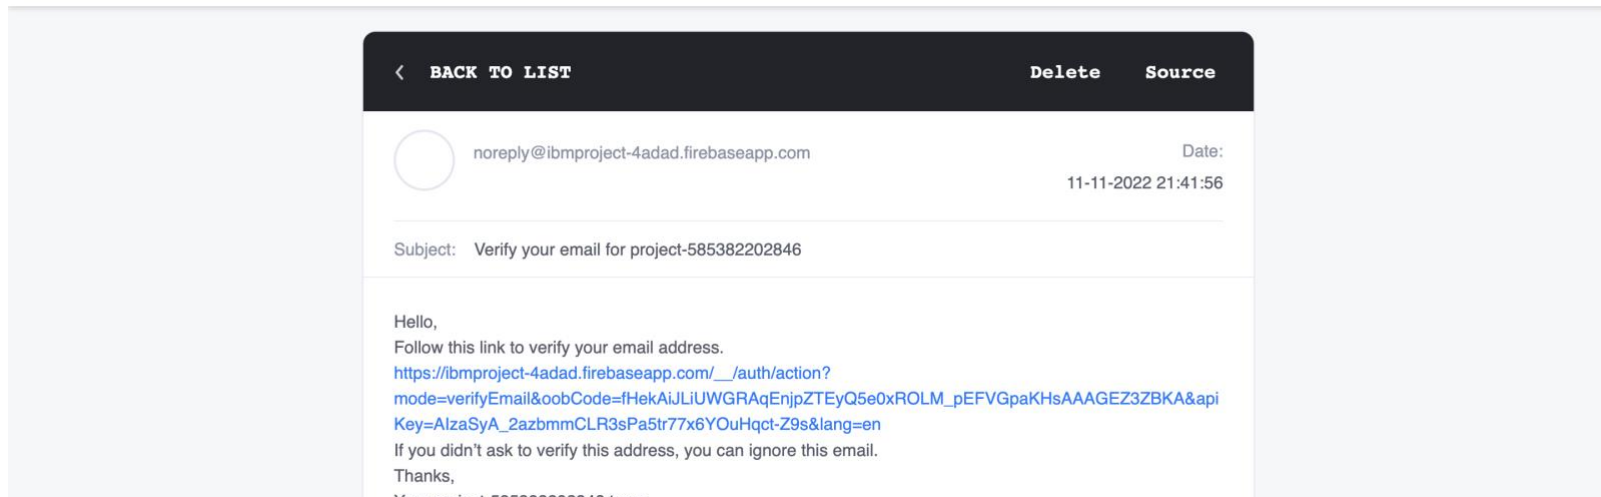 BACK TO LIST Delete Source
noreply@ibmproject-4adad.firebaseapp.com Date:
11-11-2022 21:41:56
Subject: Verify your email for project-585382202846
Hello,
Follow this link to verify your email address.
https://ibmproject-4adad.firebaseapp.com/__/auth/action?
mode=verifyEmail&oobCode=fHekAiJLiUWGRAqEnjpZTEyQ5e0xROLM_pEFVGpaKHsAAAGEZ3ZBKA&api
Key=AIzaSyA_2azbmmCLR3sPa5tr77x6YOuHqct-Z9s&lang=en
If you didn't ask to verify this address, you can ignore this email.
Thanks,